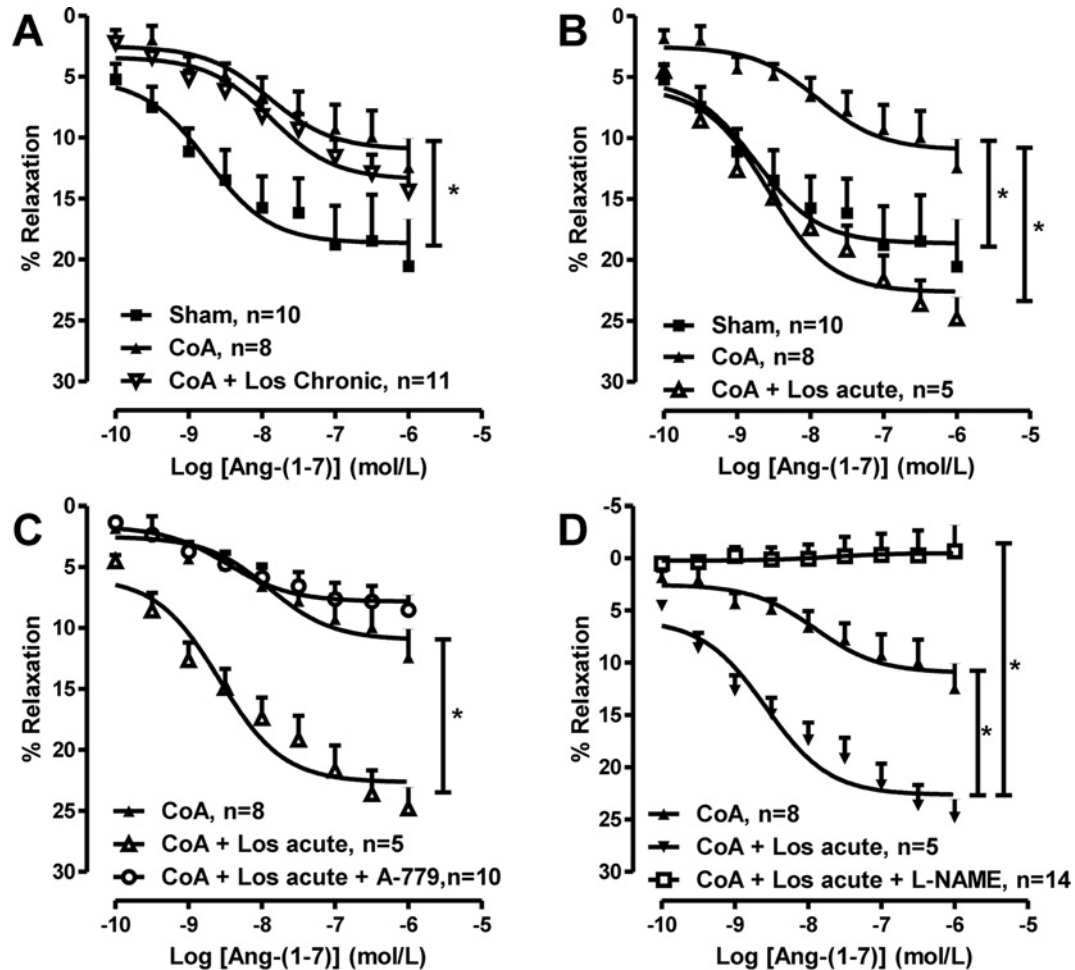 A
% Relaxation
0
5
10
15
20
25
30
*
Sham, n=10
CoA, n=8
CoA + Los Chronic, n=11
-10 -9 -8 -7 -6 -5
Log [Ang-(1-7)] (mol/L)
B
% Relaxation
0
5
10
15
20
25
30
*
*
Sham, n=10
CoA, n=8
CoA + Los acute, n=5
-10 -9 -8 -7 -6 -5
Log [Ang-(1-7)] (mol/L)
C
% Relaxation
0
5
10
15
20
25
30
*
CoA, n=8
CoA + Los acute, n=5
CoA + Los acute + A-779,n=10
-10 -9 -8 -7 -6 -5
Log [Ang-(1-7)] (mol/L)
D
% Relaxation
-5
0
5
10
15
20
25
30
*
*
CoA, n=8
CoA + Los acute, n=5
CoA + Los acute + L-NAME, n=14
-10 -9 -8 -7 -6 -5
Log [Ang-(1-7)] (mol/L)